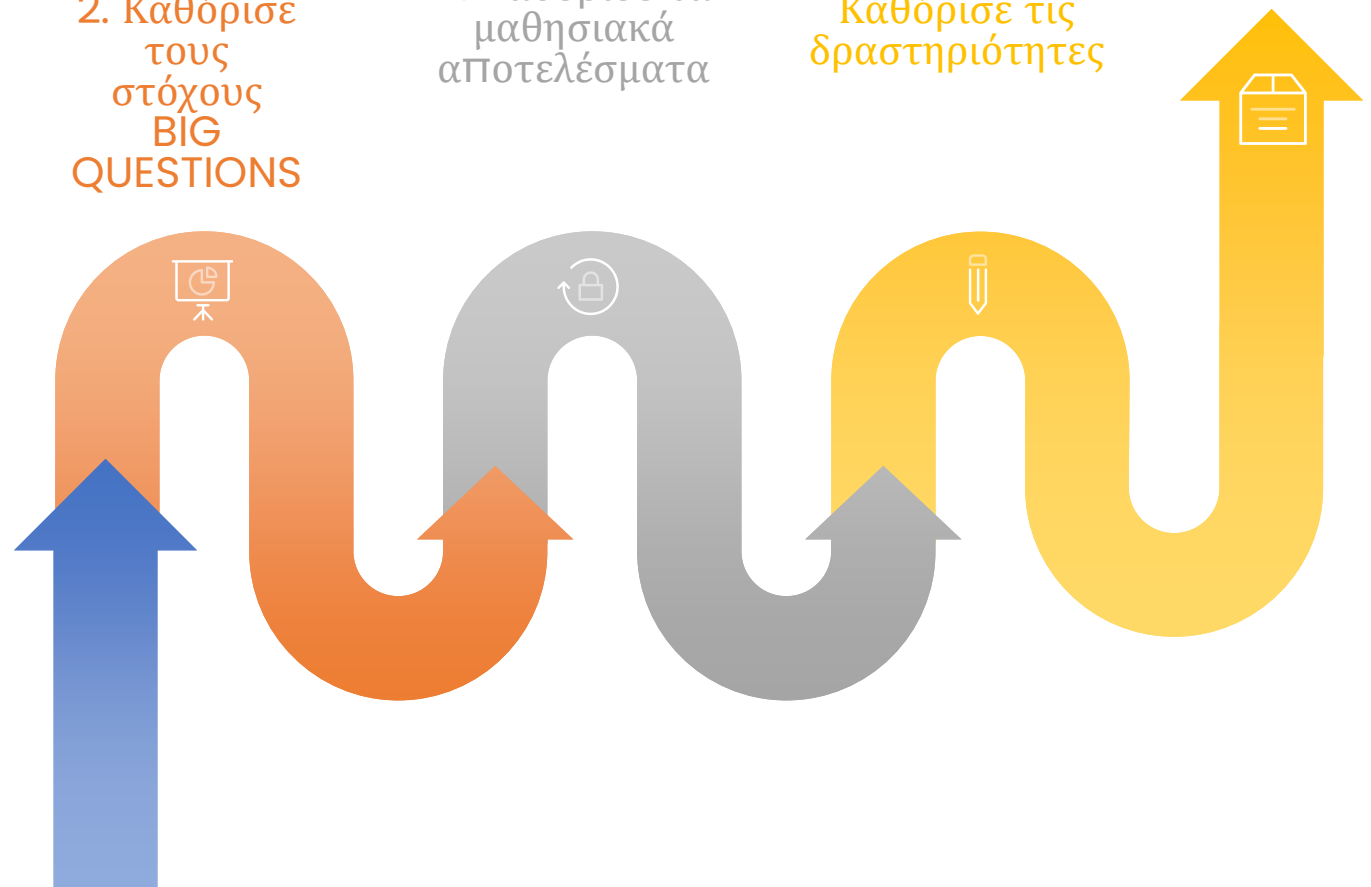 2. Καθόρισε
τους
στόχους
BIG
QUESTIONS
μαθησιακά
αποτελέσματα
Καθόρισε τις
δραστηριότητες